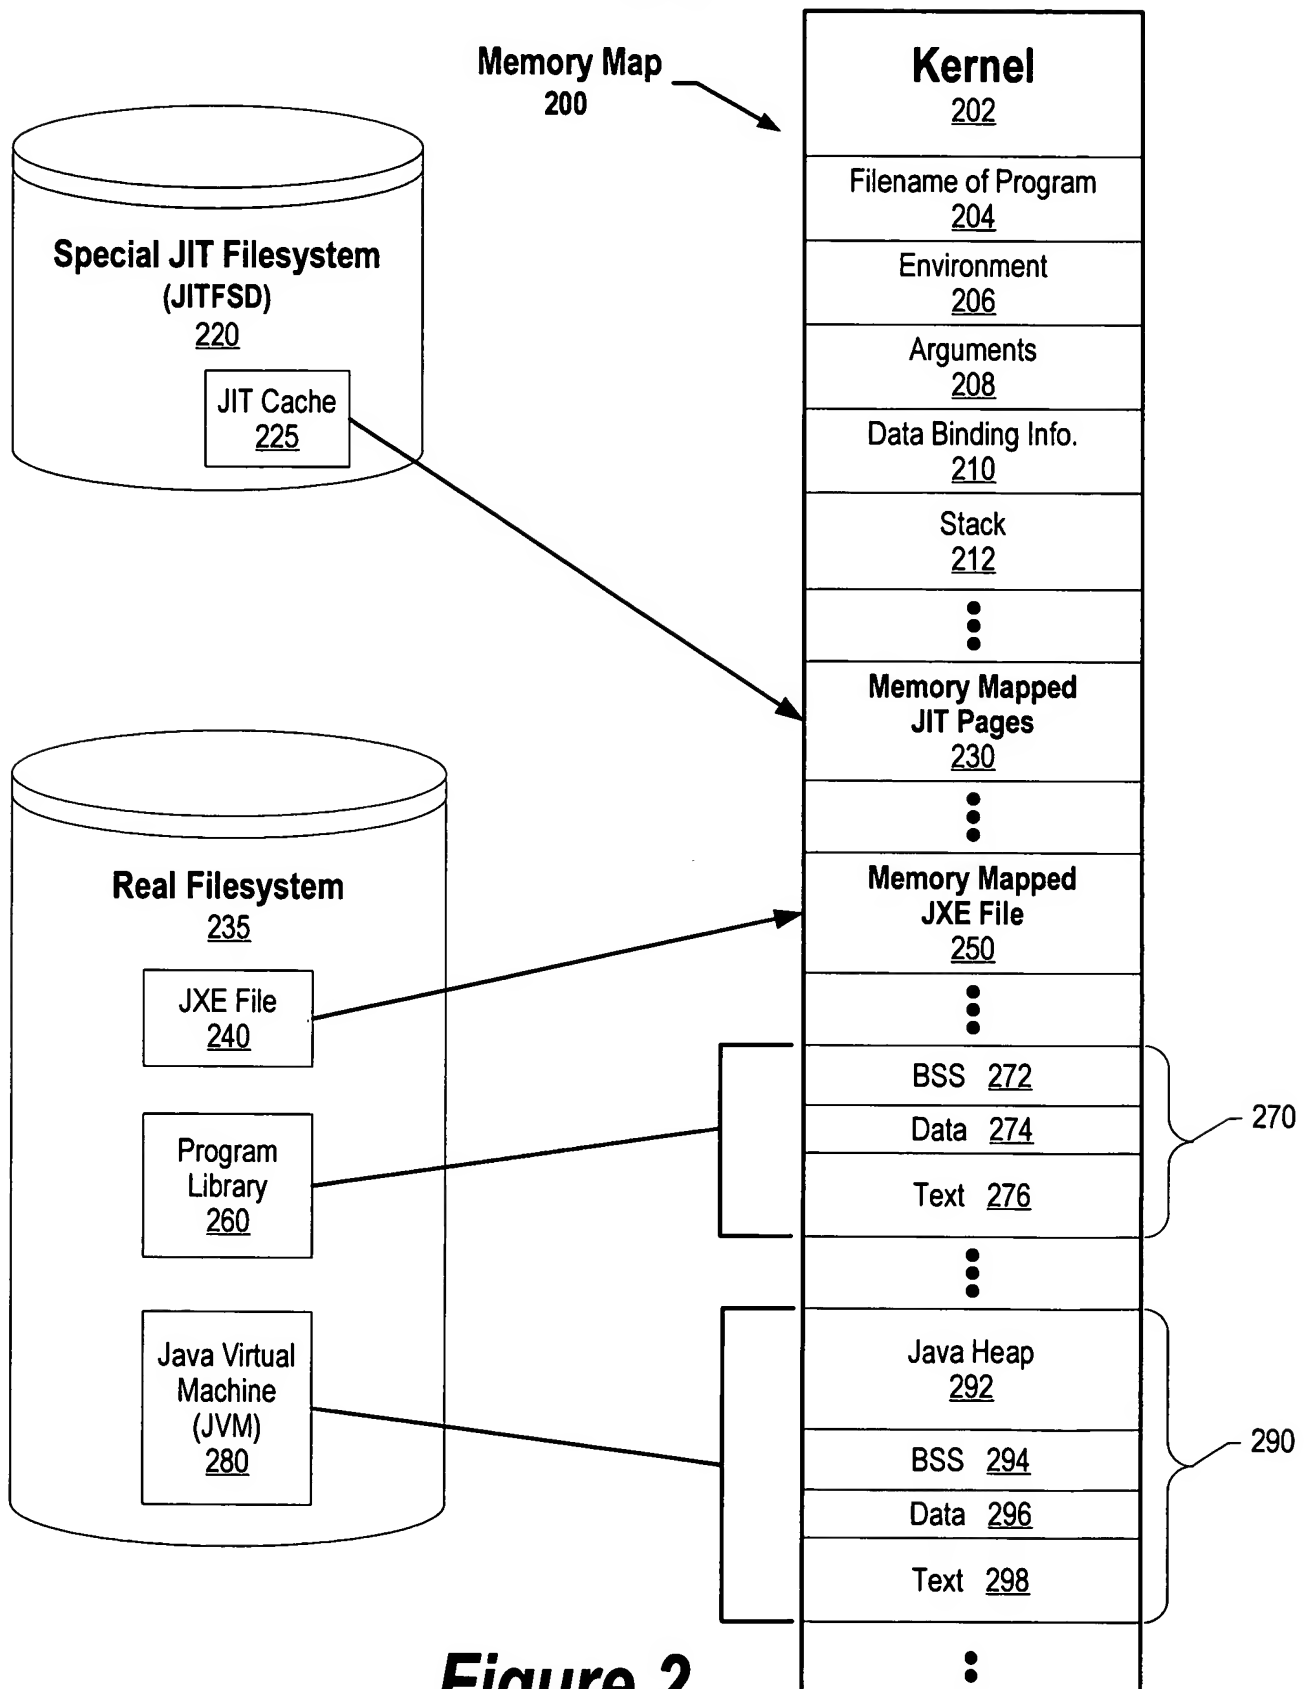 Memory Map
200
Kernel
202
Filename of Program
204
Environment
206
Arguments
208
Data Binding Info.
210
Stack
212
Special JIT Filesystem
(JITFSD)
220
JIT Cache
225
Memory Mapped
JIT Pages
230
Real Filesystem
235
Memory Mapped
JXE File
250
JXE File
240
BSS 272
Data 274
Text 276
270
Program
Library
260
Java Heap
292
BSS 294
Data 296
Text 298
290
Java Virtual
Machine
(JVM)
280
Figure 2